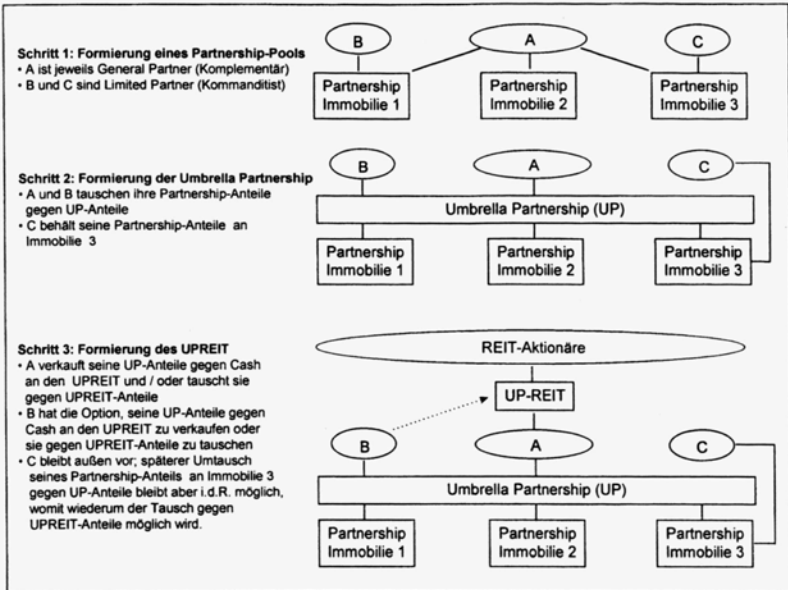 Schritt 1: Formierung eines Partnership-Pools
• A ist jeweils General Partner (Komplementär)
• B und C sind Limited Partner (Kommanditist)
B
A
C
Partnership
Immobilie 1
Partnership
Immobilie 2
Partnership
Immobilie 3
Schritt 2: Formierung der Umbrella Partnership
• A und B tauschen ihre Partnership-Anteile
gegen UP-Anteile
• C behält seine Partnership-Anteile an
Immobilie 3
B
A
C
Umbrella Partnership (UP)
Partnership
Immobilie 1
Partnership
Immobilie 2
Partnership
Immobilie 3
Schritt 3: Formierung des UPREIT
• A verkauft seine UP-Anteile gegen Cash
an den UPREIT und / oder tauscht sie
gegen UPREIT-Anteile
• B hat die Option, seine UP-Anteile gegen
Cash an den UPREIT zu verkaufen oder
sie gegen UPREIT-Anteile zu tauschen
• C bleibt außen vor; späterer Umtausch
seines Partnership-Anteils an Immobilie 3
gegen UP-Anteile bleibt aber i.d.R. möglich,
womit wiederum der Tausch gegen
UPREIT-Anteile möglich wird.
REIT-Aktionäre
UP-REIT
B
A
C
Umbrella Partnership (UP)
Partnership
Immobilie 1
Partnership
Immobilie 2
Partnership
Immobilie 3